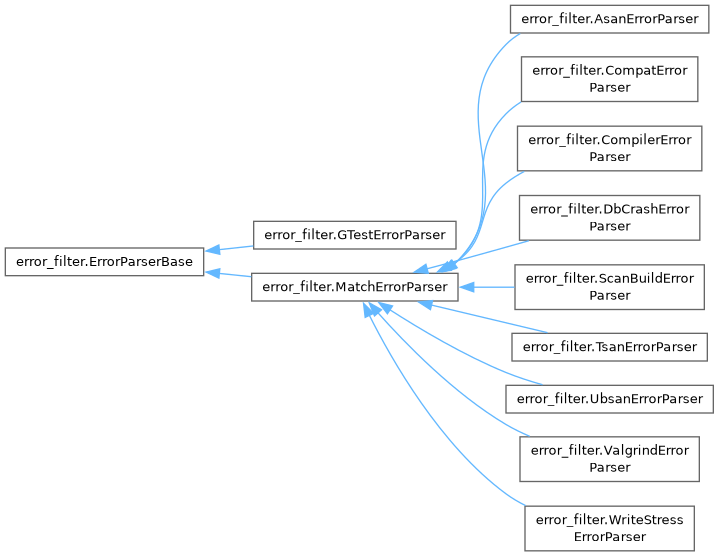 error_filter.AsanErrorParser
error_filter.CompatError
Parser
error_filter.CompilerError
Parser
error_filter.DbCrashError
Parser
error_filter.GTestErrorParser
error_filter.ErrorParserBase
error_filter.MatchErrorParser
error_filter.ScanBuildError
Parser
error_filter.TsanErrorParser
error_filter.UbsanErrorParser
error_filter.ValgrindError
Parser
error_filter.WriteStress
ErrorParser